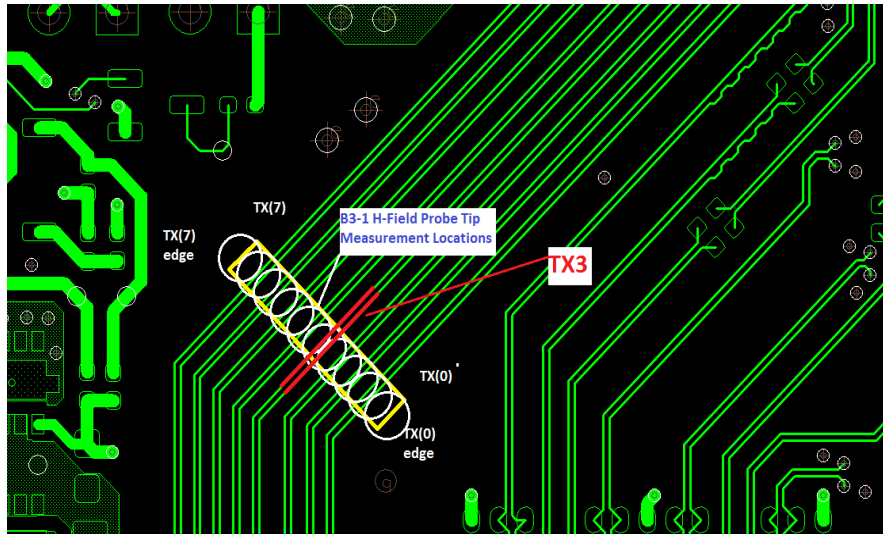 TX(7)
B3-1 H-Field Probe Tip
Measurement Locations
TX(7)
edge
TX3
TX(0)
TX(0)
edge